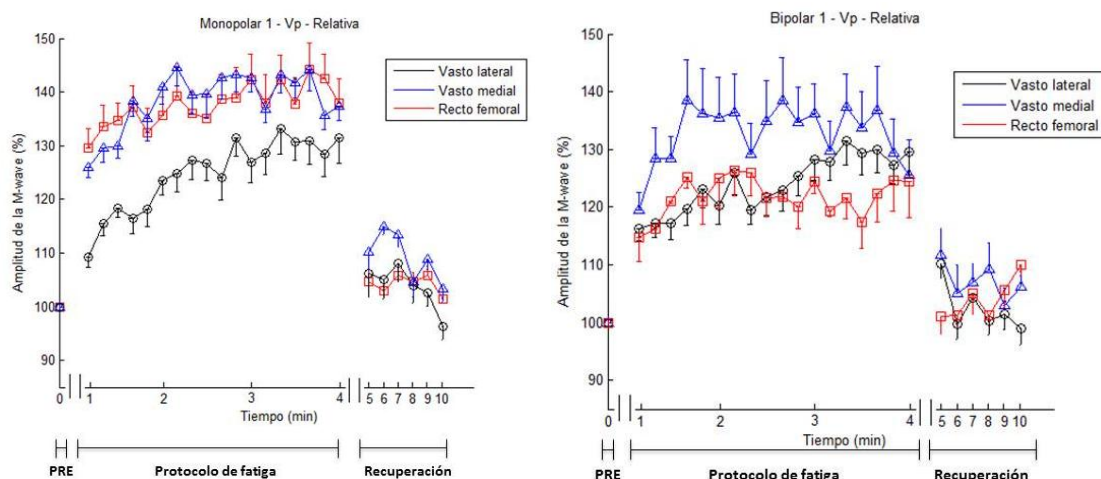 Monopolar 1 - Vp - Relativa
150
140
130
120
110
100
90
Amplitud de la M-wave (%)
Vasto lateral
Vasto medial
Recto femoral
0 1 2 3 4 5 6 7 8 9 10
Tiempo (min)
PRE Protocolo de fatiga Recuperación
Bipolar 1 - Vp - Relativa
150
140
130
120
110
100
90
Amplitud de la M-wave (%)
Vasto lateral
Vasto medial
Recto femoral
0 1 2 3 4 5 6 7 8 9 10
Tiempo (min)
PRE Protocolo de fatiga Recuperación